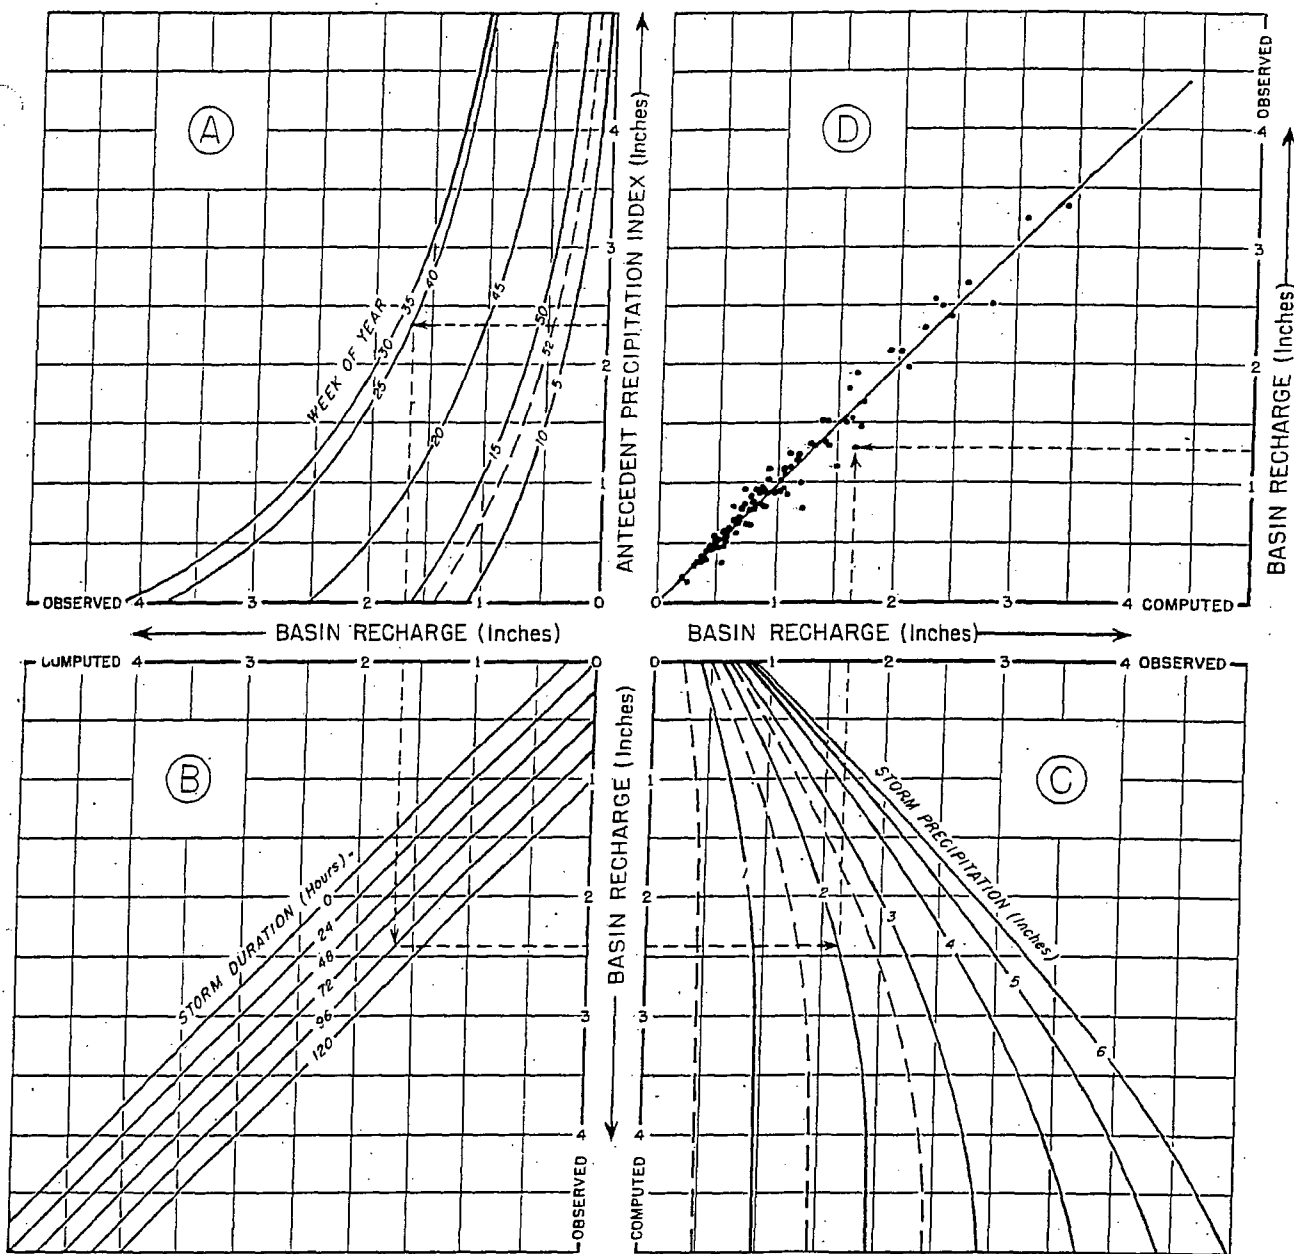 A
4
3
2
1
0
ANTECEDENT PRECIPITATION INDEX (Inches)
WEEK OF YEAR
35
40
30
25
45
50
52
5
20
15
10
OBSERVED 4 3 2 1 0
BASIN RECHARGE (Inches)
D
OBSERVED
4
3
2
1
BASIN RECHARGE (Inches)
0 1 2 3 4 COMPUTED
BASIN RECHARGE (Inches)
COMPUTED 4 3 2 1 0
B
1
2
3
4
OBSERVED
STORM DURATION (Hours)
0
24
48
72
96
120
BASIN RECHARGE (Inches)
0 1 2 3 4 OBSERVED
C
1
2
3
4
COMPUTED
STORM PRECIPITATION (Inches)
1
2
3
4
5
6